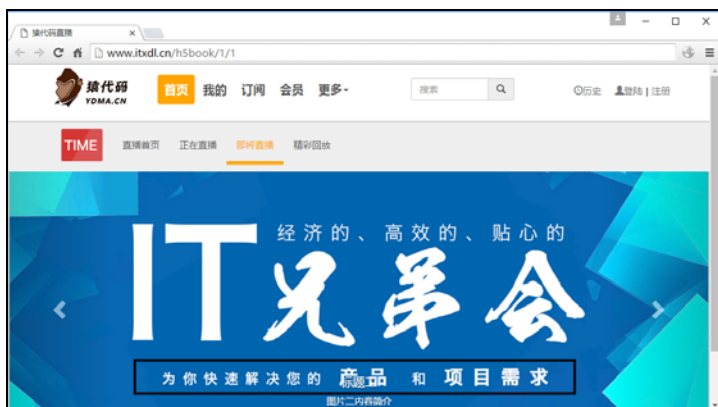 猿代码直播
www.itxdl.cn/h5book/1/1
猿代码
YDMA.CN
首页 我的 订阅 会员 更多
搜索
历史 登陆 | 注册
TIME
直播首页 正在直播 即将直播 精彩回放
经济的、高效的、贴心的
IT兄弟会
为你快速解决您的 产品 和 项目需求
图片二内容简介